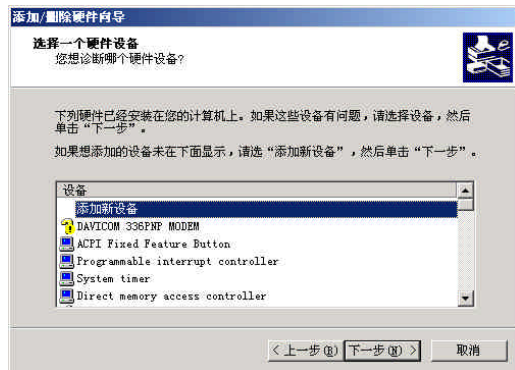 添加/删除硬件向导
选择一个硬件设备
您想诊断哪个硬件设备?
下列硬件已经安装在您的计算机上。如果这些设备有问题，请选择设备，然后
单击“下一步”。
如果想添加的设备未在下面显示，请选“添加新设备”，然后单击“下一步”。
设备
添加新设备
DAVICOM 336PNP MODEM
ACPI Fixed Feature Button
Programmable interrupt controller
System timer
Direct memory access controller
< 上一步(B) 下一步(N) > 取消